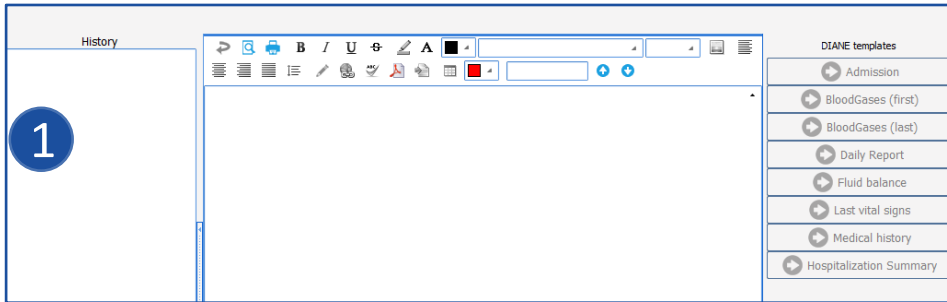 History
1
B I U S A
ABC
DIANE templates
Admission
BloodGases (first)
BloodGases (last)
Daily Report
Fluid balance
Last vital signs
Medical history
Hospitalization Summary